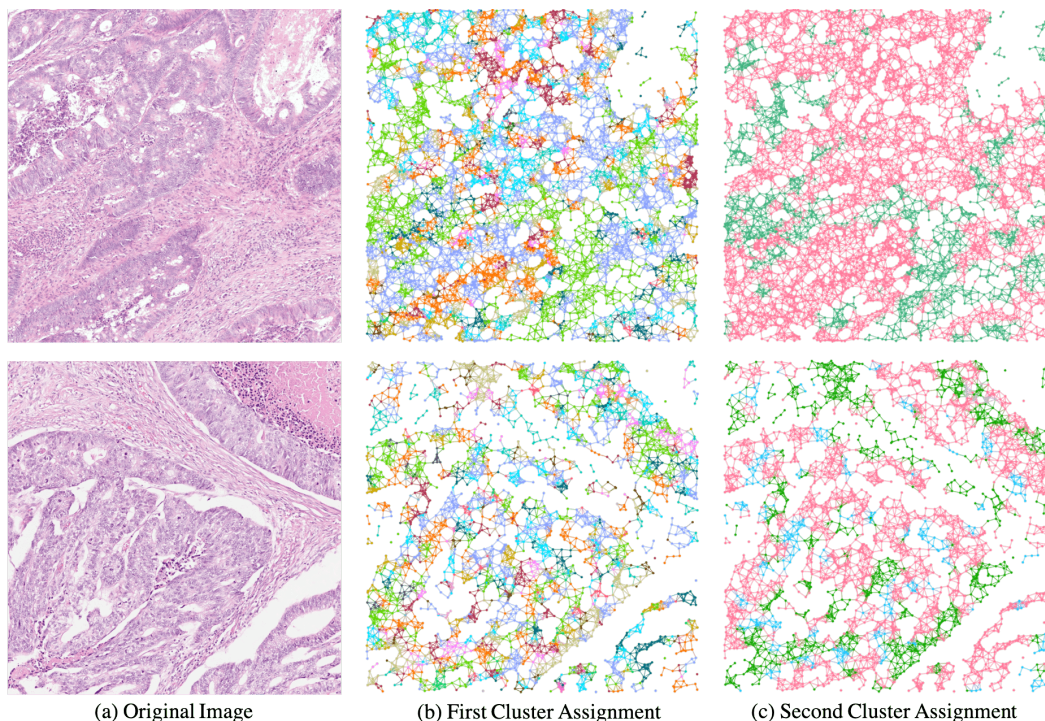 (a) Original Image
(b) First Cluster Assignment
(c) Second Cluster Assignment